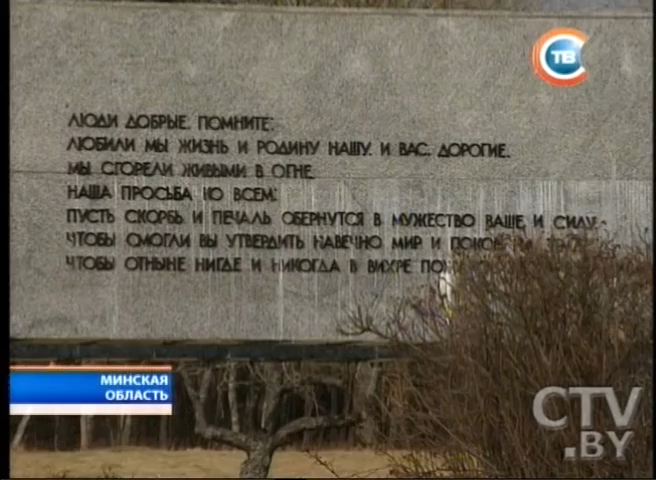 СТВ
ЛЮДИ ДОБРЫЕ, ПОМНИТЕ:
ЛЮБИЛИ МЫ ЖИЗНЬ И РОДИНУ НАШУ, И ВАС, ДОРОГИЕ.
МЫ СГОРЕЛИ ЖИВЫМИ В ОГНЕ.
НАША ПРОСЬБА КО ВСЕМ:
ПУСТЬ СКОРБЬ И ПЕЧАЛЬ ОБЕРНУТСЯ В МУЖЕСТВО ВАШЕ И СИЛУ,
ЧТОБЫ СМОГЛИ ВЫ УТВЕРДИТЬ НАВЕЧНО МИР И
ЧТОБЫ ОТНЫНЕ НИГДЕ И НИКОГДА В ВИХРЕ
МИНСКАЯ
ОБЛАСТЬ
CTV
.BY